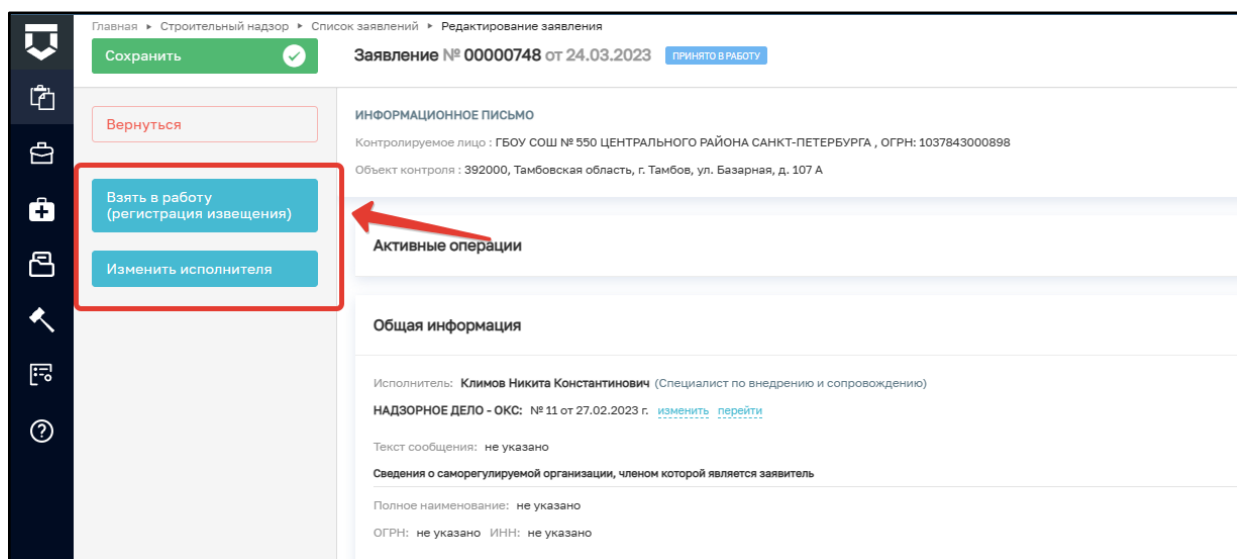 Главная ▸ Строительный надзор ▸ Список заявлений ▸ Редактирование заявления
Сохранить
Заявление № 00000748 от 24.03.2023 ПРИНЯТО В РАБОТУ
Вернуться
ИНФОРМАЦИОННОЕ ПИСЬМО
Контролируемое лицо : ГБОУ СОШ № 550 ЦЕНТРАЛЬНОГО РАЙОНА САНКТ-ПЕТЕРБУРГА , ОГРН: 1037843000898
Объект контроля : 392000, Тамбовская область, г. Тамбов, ул. Базарная, д. 107 А
Взять в работу
(регистрация извещения)
Изменить исполнителя
Активные операции
Общая информация
Исполнитель: Климов Никита Константинович (Специалист по внедрению и сопровождению)
НАДЗОРНОЕ ДЕЛО - ОКС: № 11 от 27.02.2023 г. изменить перейти
Текст сообщения: не указано
Сведения о саморегулируемой организации, членом которой является заявитель
Полное наименование: не указано
ОГРН: не указано ИНН: не указано